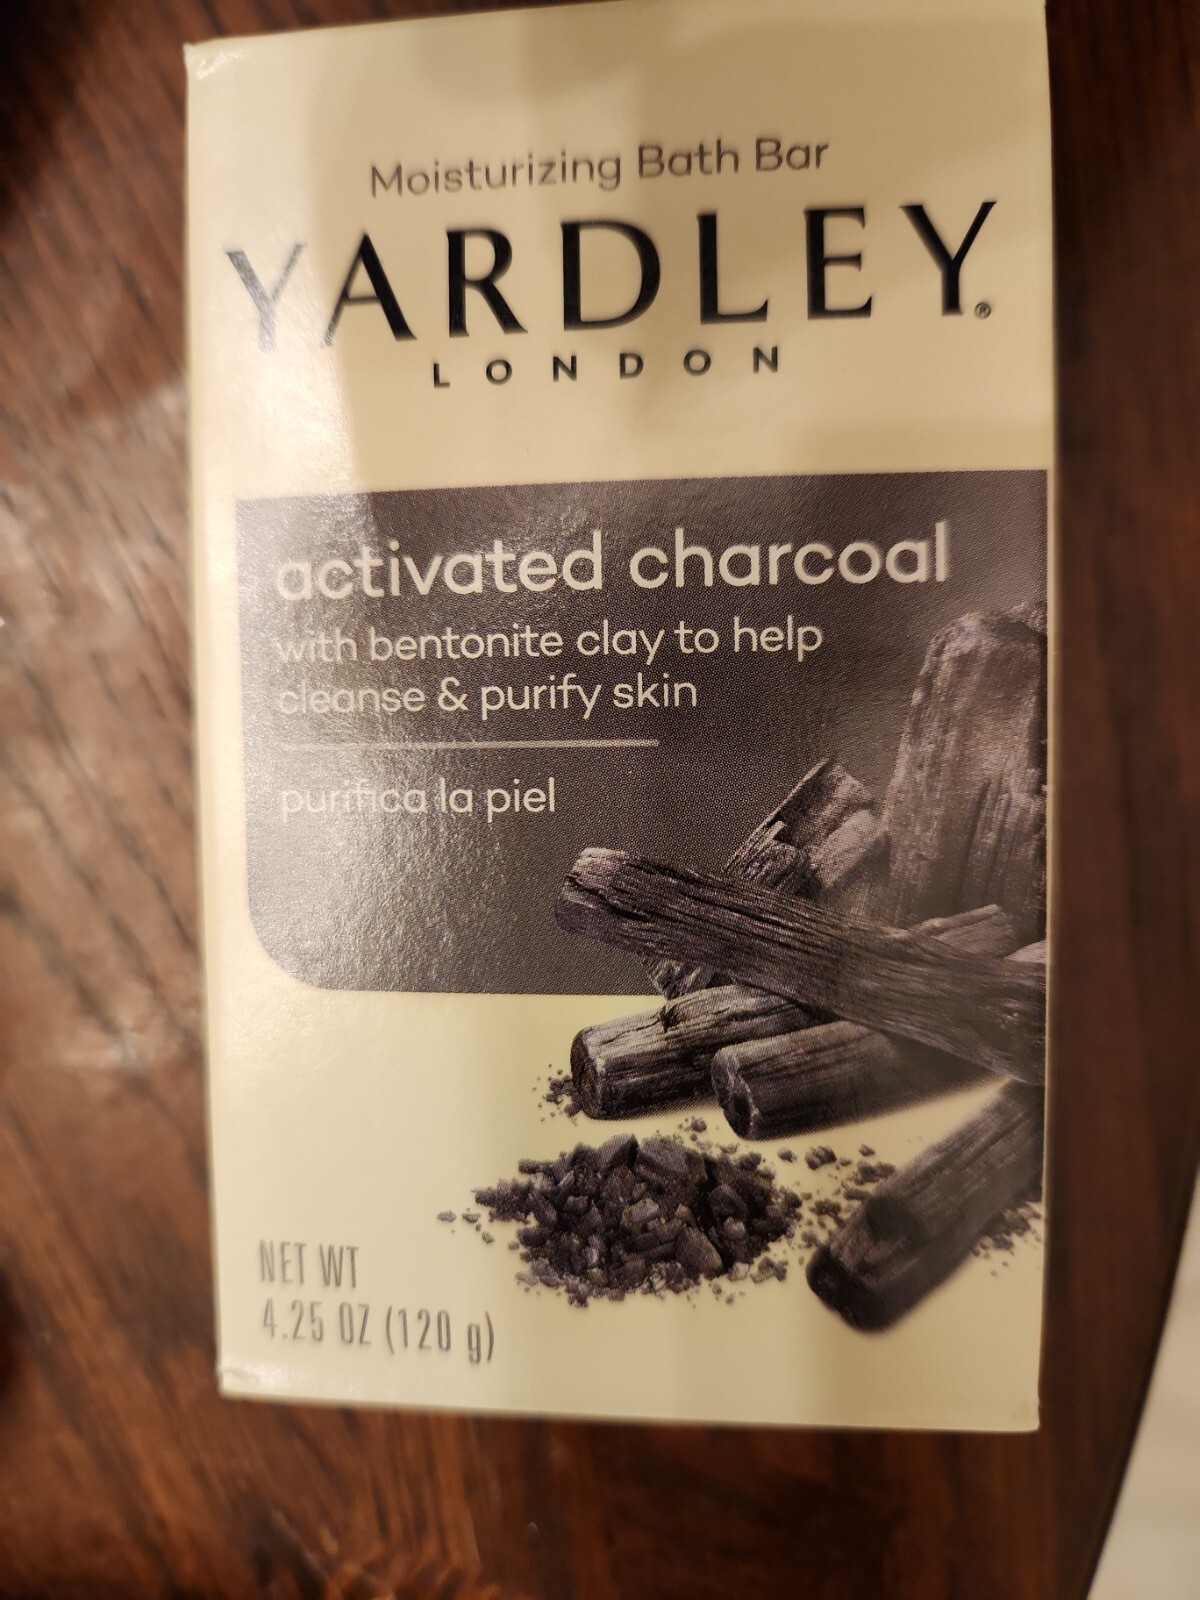 Moisturizing Bath Bar
YARDLEY®
LONDON
activated charcoal
with bentonite clay to help
cleanse & purify skin
purifica la piel
NET WT
4.25 OZ (120 g)